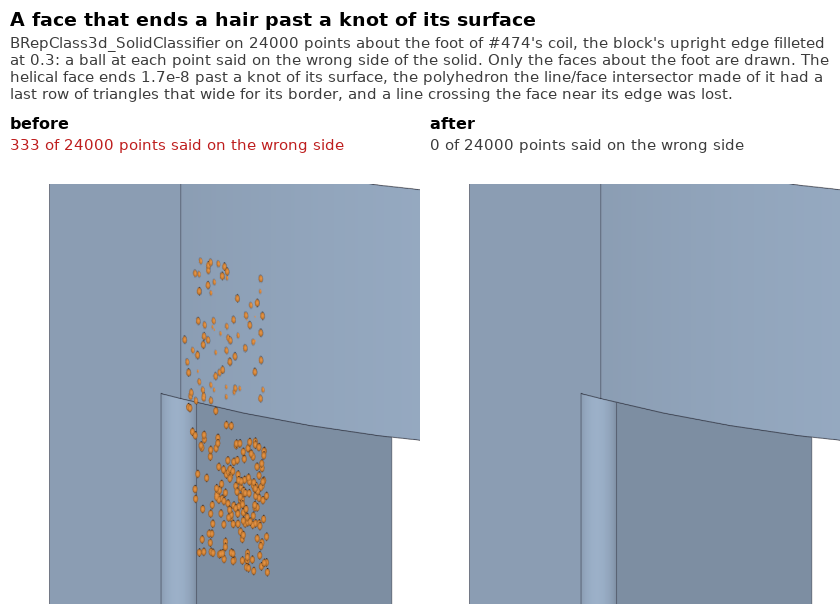 A face that ends a hair past a knot of its surface
BRepClass3d_SolidClassifier on 24000 points about the foot of #474's coil, the block's upright edge filleted
at 0.3: a ball at each point said on the wrong side of the solid. Only the faces about the foot are drawn. The
helical face ends 1.7e-8 past a knot of its surface, the polyhedron the line/face intersector made of it had a
last row of triangles that wide for its border, and a line crossing the face near its edge was lost.
before
333 of 24000 points said on the wrong side
after
0 of 24000 points said on the wrong side